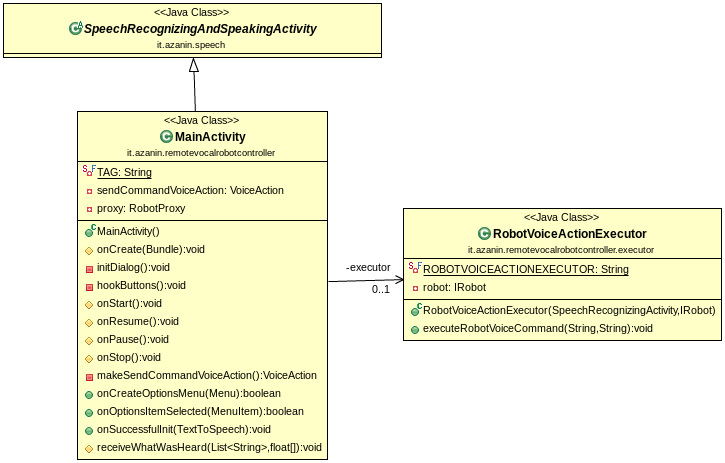 <<Java Class>>
SpeechRecognizingAndSpeakingActivity
it.azanin.speech
<<Java Class>>
MainActivity
it.azanin.remotevocalrobotcontroller
TAG: String
sendCommandVoiceAction: VoiceAction
proxy: RobotProxy
MainActivity()
onCreate(Bundle):void
initDialog():void
hookButtons():void
onStart():void
onResume():void
onPause():void
onStop():void
makeSendCommandVoiceAction():VoiceAction
onCreateOptionsMenu(Menu):boolean
onOptionsItemSelected(MenuItem):boolean
onSuccessfulInit(TextToSpeech):void
receiveWhatWasHeard(List<String>,float[]):void
-executor
0..1
<<Java Class>>
RobotVoiceActionExecutor
it.azanin.remotevocalrobotcontroller.executor
ROBOTVOICEACTIONEXECUTOR: String
robot: IRobot
RobotVoiceActionExecutor(SpeechRecognizingActivity,IRobot)
executeRobotVoiceCommand(String,String):void